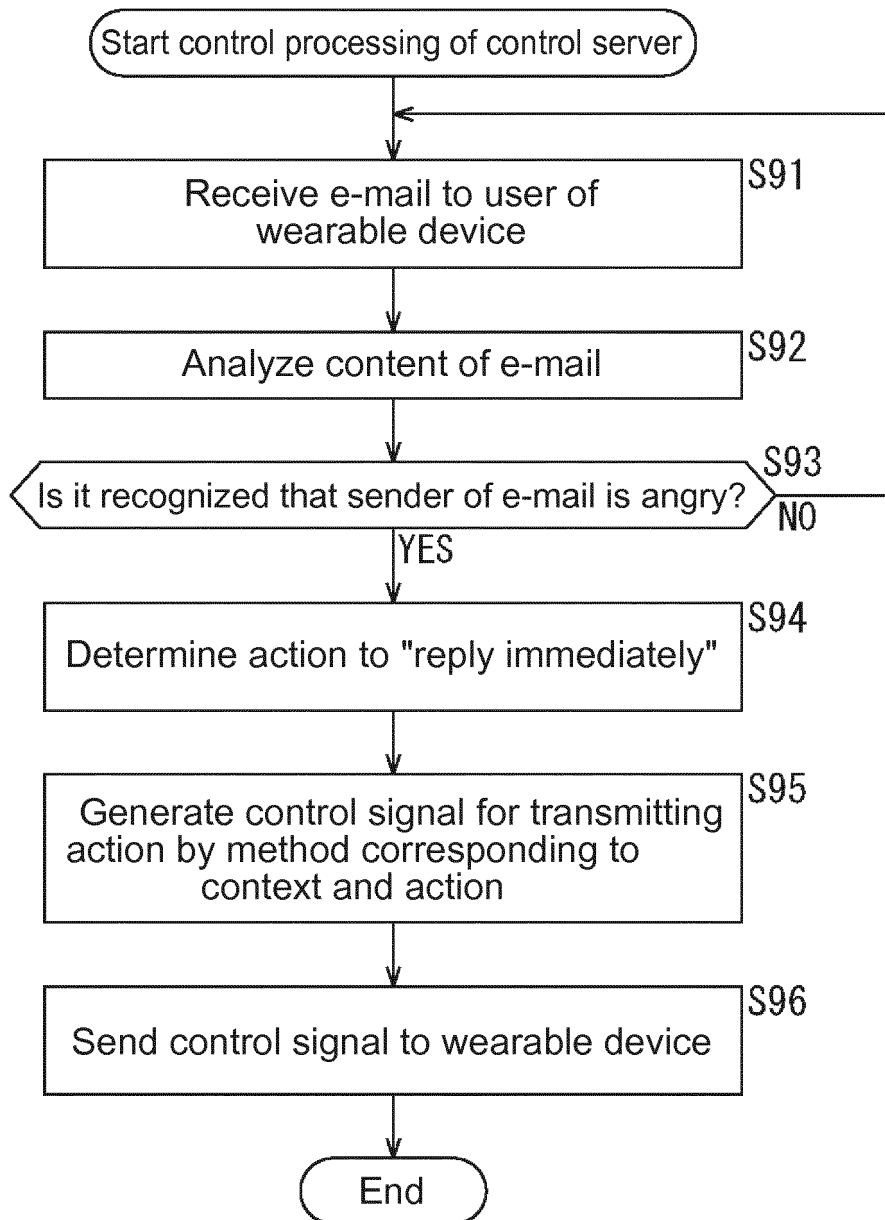 Start control processing of control server
S91
Receive e-mail to user of
wearable device
S92
Analyze content of e-mail
S93
Is it recognized that sender of e-mail is angry?
NO
YES
S94
Determine action to "reply immediately"
S95
Generate control signal for transmitting
action by method corresponding to
context and action
S96
Send control signal to wearable device
End